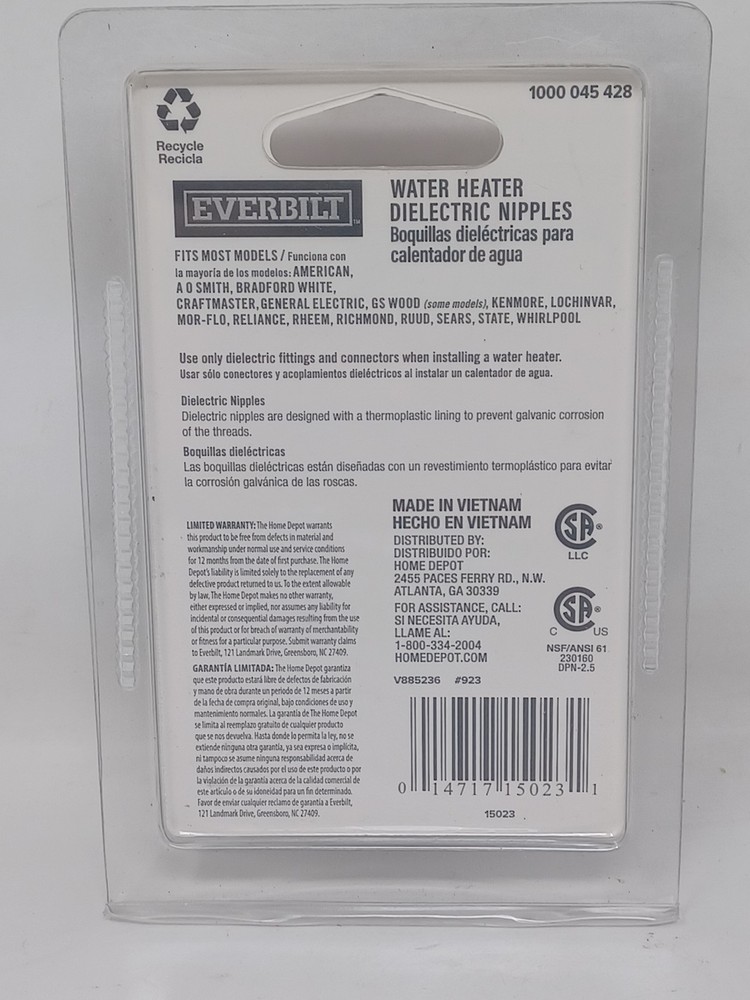 1000 045 428
Recycle
Recicla
EVERBILT™
WATER HEATER
DIELECTRIC NIPPLES
Boquillas dieléctricas para
calentador de agua
FITS MOST MODELS / Funciona con
la mayoría de los modelos: AMERICAN,
A O SMITH, BRADFORD WHITE,
CRAFTMASTER, GENERAL ELECTRIC, GS WOOD (some models), KENMORE, LOCHINVAR,
MOR-FLO, RELIANCE, RHEEM, RICHMOND, RUUD, SEARS, STATE, WHIRLPOOL
Use only dielectric fittings and connectors when installing a water heater.
Usar sólo conectores y acoplamientos dieléctricos al instalar un calentador de agua.
Dielectric Nipples
Dielectric nipples are designed with a thermoplastic lining to prevent galvanic corrosion
of the threads.
Boquillas dieléctricas
Las boquillas dieléctricas están diseñadas con un revestimiento termoplástico para evitar
la corrosión galvánica de las roscas.
LIMITED WARRANTY: The Home Depot warrants
this product to be free from defects in material and
workmanship under normal use and service conditions
for 12 months from the date of first purchase. The Home
Depot's liability is limited solely to the replacement of any
defective product returned to us. To the extent allowable
by law, The Home Depot makes no other warranty,
either expressed or implied, nor assumes any liability for
incidental or consequential damages resulting from the use
of this product or for breach of warranty of merchantability
or fitness for a particular purpose. Submit warranty claims
to Everbilt, 121 Landmark Drive, Greensboro, NC 27409.
GARANTÍA LIMITADA: The Home Depot garantiza
que este producto estará libre de defectos de fabricación
y mano de obra durante un periodo de 12 meses a partir
de la fecha de compra original, bajo condiciones de uso y
mantenimiento normales. La garantía de The Home Depot
se limita al reemplazo gratuito de cualquier producto
que se nos devuelva. Hasta donde lo permita la ley, no se
extiende ninguna otra garantía, ya sea expresa o implícita,
ni tampoco se asume ninguna responsabilidad acerca de
daños indirectos causados por el uso de este producto o por
la violación de la garantía acerca de la calidad comercial de
este artículo o de su idoneidad para un fin determinado.
Favor de enviar cualquier reclamo de garantía a Everbilt,
121 Landmark Drive, Greensboro, NC 27409.
MADE IN VIETNAM
HECHO EN VIETNAM
DISTRIBUTED BY:
DISTRIBUIDO POR:
HOME DEPOT
2455 PACES FERRY RD., N.W.
ATLANTA, GA 30339
FOR ASSISTANCE, CALL:
SI NECESITA AYUDA,
LLAME AL:
1-800-334-2004
HOMEDEPOT.COM
V885236 #923
SA®
LLC
SA®
C US
NSF/ANSI 61
230160
DPN-2.5
0 14717 15023 1
15023